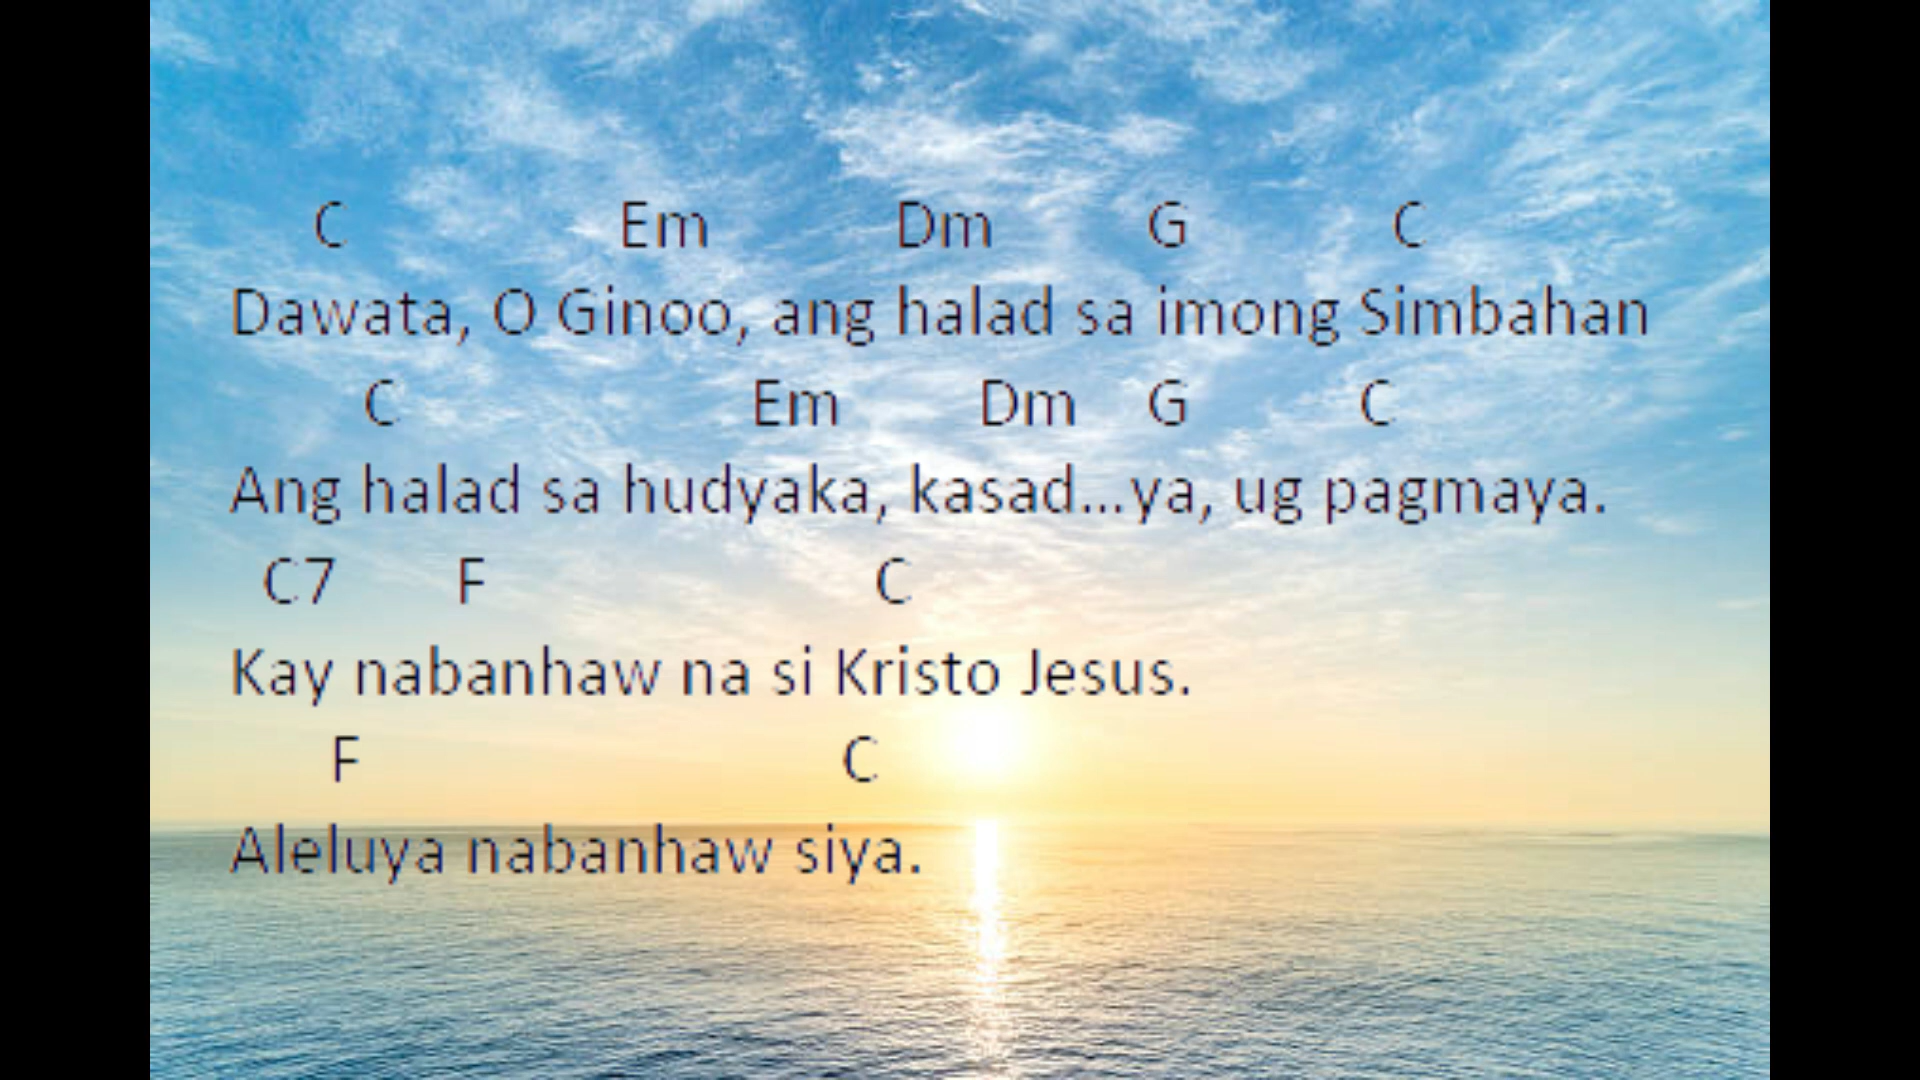 C Em Dm G C
Dawata, O Ginoo, ang halad sa imong Simbahan
C Em Dm G C
Ang halad sa hudyaka, kasad...ya, ug pagmaya.
C7 F C
Kay nabanhaw na si Kristo Jesus.
F C
Aleluya nabanhaw siya.